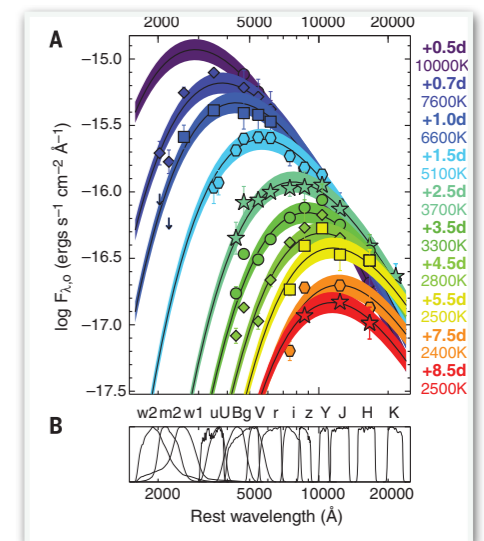 A
2000 5000 10000 20000
−15.0
−15.5
−16.0
−16.5
−17.0
−17.5
log Fλ,o (ergs s−1 cm−2 Å−1)
+0.5d
10000K
+0.7d
7600K
+1.0d
6600K
+1.5d
5100K
+2.5d
3700K
+3.5d
3300K
+4.5d
2800K
+5.5d
2500K
+7.5d
2400K
+8.5d
2500K
B
w2 m2 w1 uU Bg V r i z Y J H K
2000 5000 10000 20000
Rest wavelength (Å)